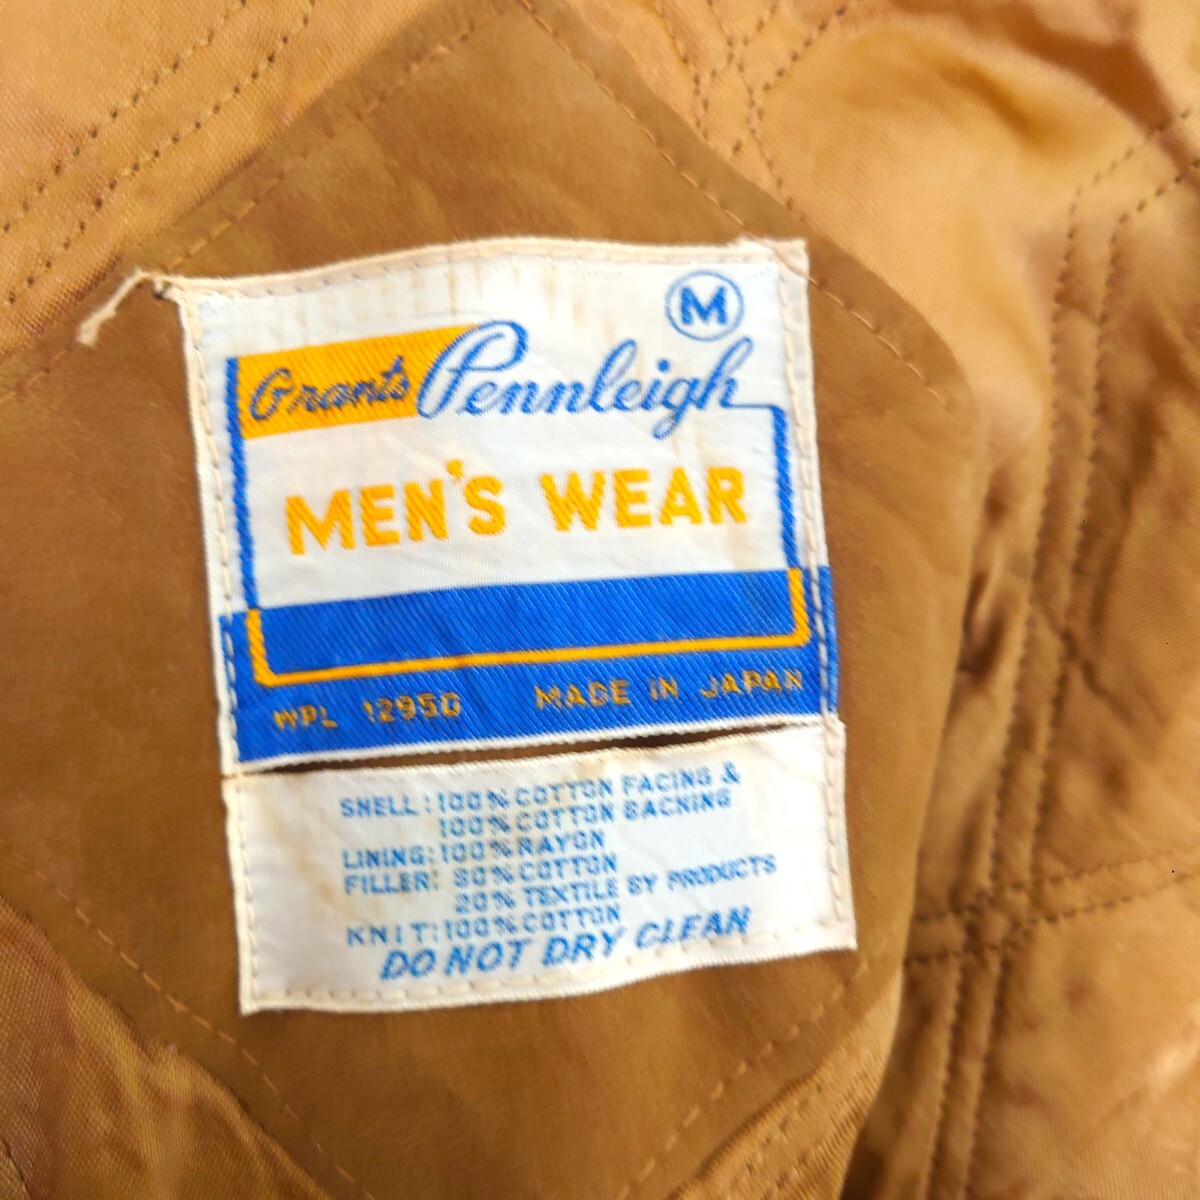 M
Grants Pennleigh
MEN'S WEAR
WPL 12950 MADE IN JAPAN
SHELL: 100% COTTON FACING &
100% COTTON BACKING
LINING: 100% RAYON
FILLER: 80% COTTON
20% TEXTILE BY PRODUCTS
KNIT: 100% COTTON
DO NOT DRY CLEAN